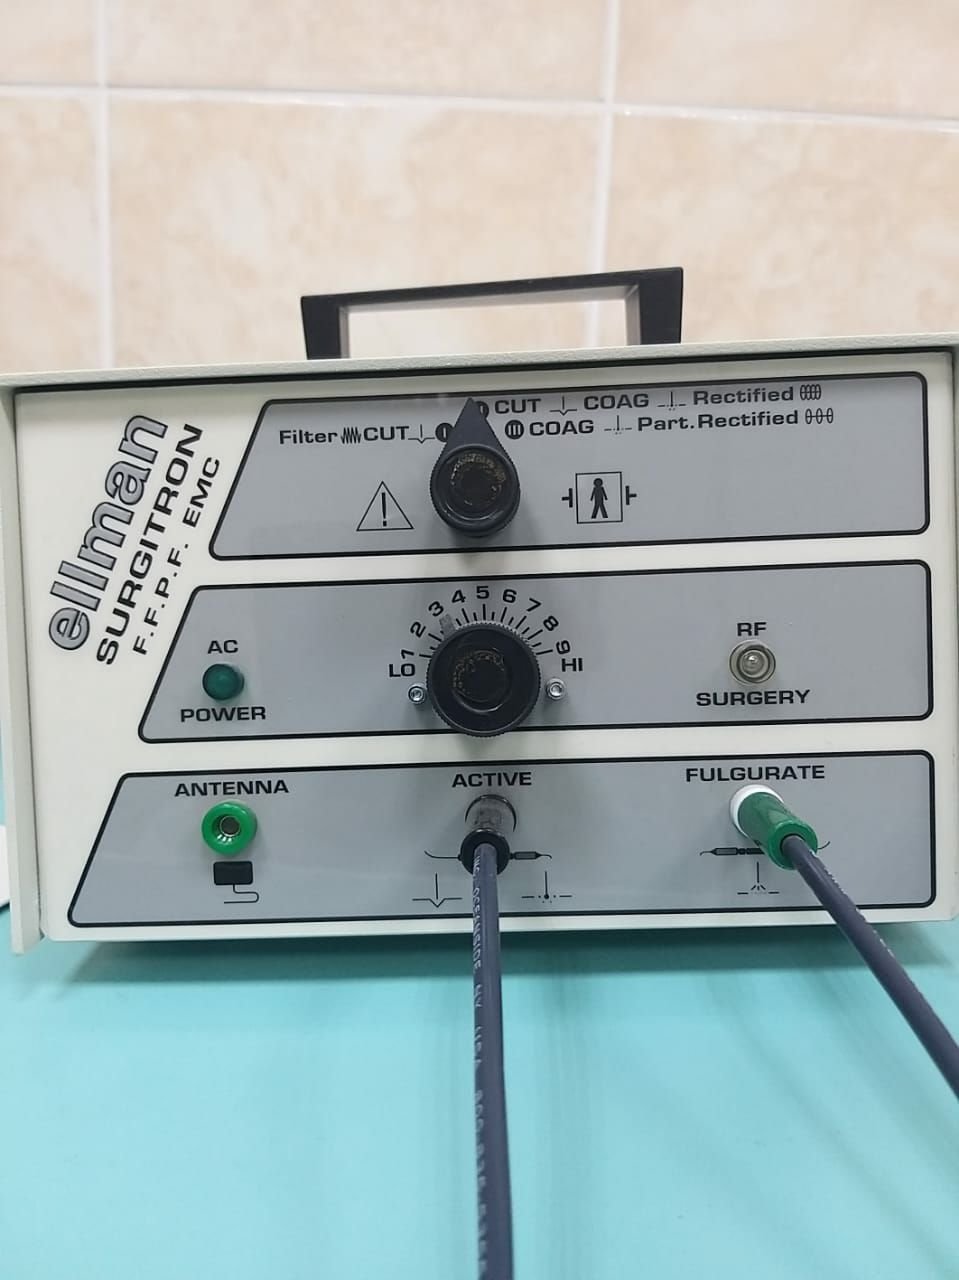 ellman
SURGITRON
F.F.P.F. EMC
CUT COAG Rectified
Filter CUT I III COAG Part. Rectified
LO 1 2 3 4 5 6 7 8 9 HI
AC
POWER
RF
SURGERY
ANTENNA
ACTIVE
FULGURATE